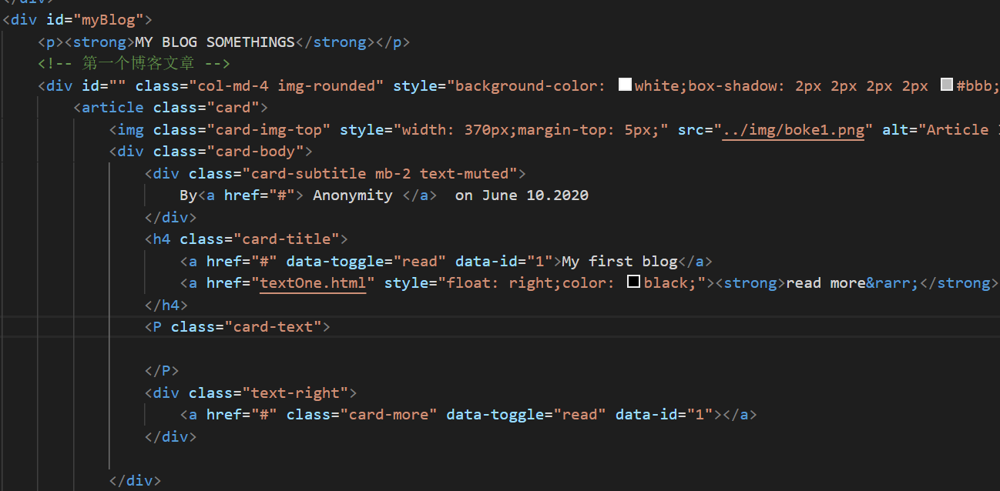 </div>
<div id="myBlog">
<p><strong>MY BLOG SOMETHINGS</strong></p>
<!-- 第一个博客文章 -->
<div id="" class="col-md-4 img-rounded" style="background-color: white;box-shadow: 2px 2px 2px 2px #bbb;
<article class="card">
<img class="card-img-top" style="width: 370px;margin-top: 5px;" src="../img/boke1.png" alt="Article
<div class="card-body">
<div class="card-subtitle mb-2 text-muted">
By<a href="#"> Anonymity </a>  on June 10.2020
</div>
<h4 class="card-title">
<a href="#" data-toggle="read" data-id="1">My first blog</a>
<a href="textOne.html" style="float: right;color: black;"><strong>read more&rarr;</strong>
</h4>
<P class="card-text">
</P>
<div class="text-right">
<a href="#" class="card-more" data-toggle="read" data-id="1"></a>
</div>
</div>